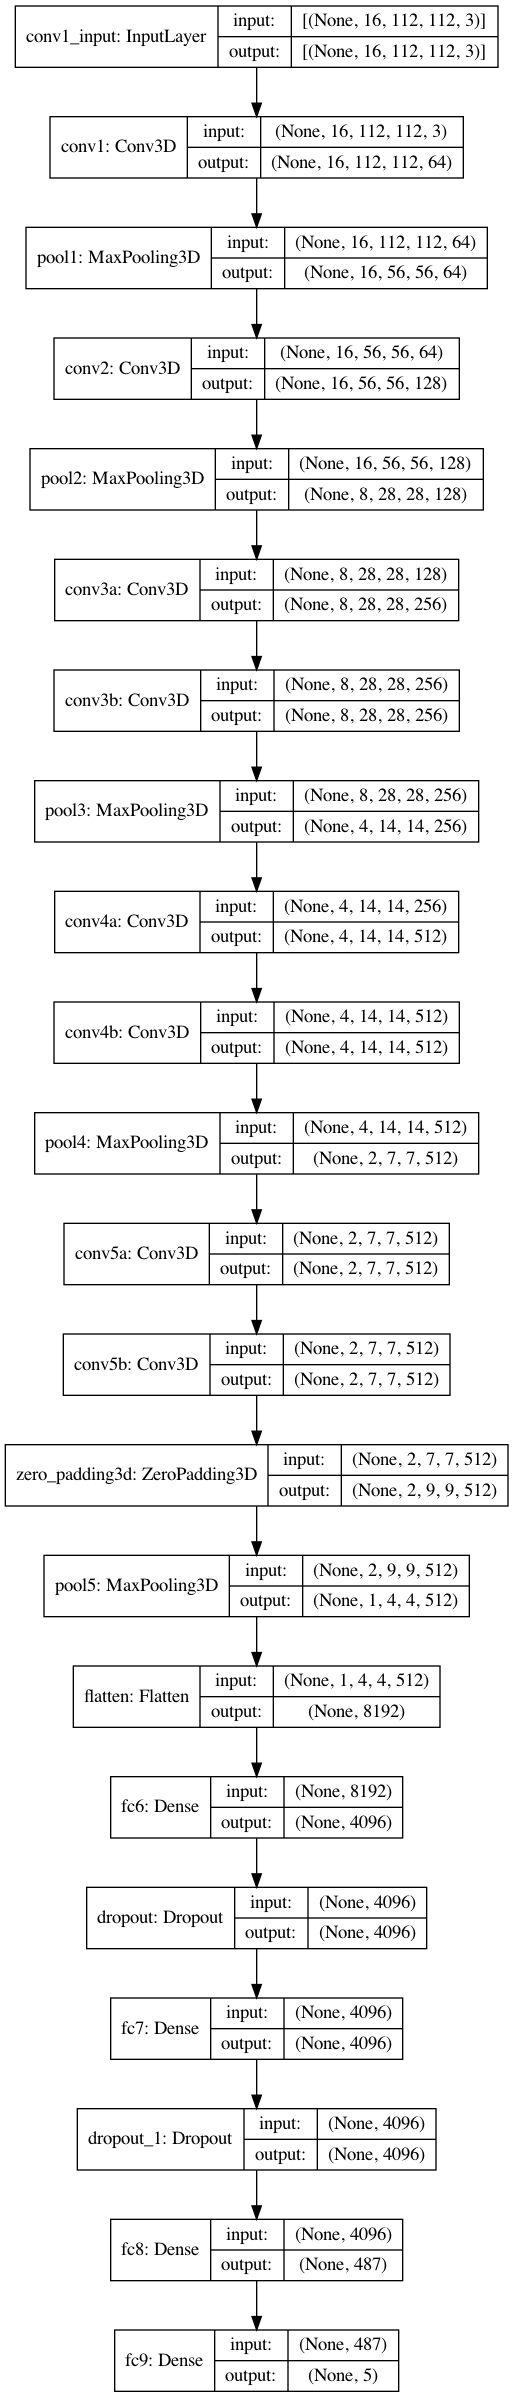 conv1_input: InputLayer
input:
[(None, 16, 112, 112, 3)]
output:
[(None, 16, 112, 112, 3)]
conv1: Conv3D
input:
(None, 16, 112, 112, 3)
output:
(None, 16, 112, 112, 64)
pool1: MaxPooling3D
input:
(None, 16, 112, 112, 64)
output:
(None, 16, 56, 56, 64)
conv2: Conv3D
input:
(None, 16, 56, 56, 64)
output:
(None, 16, 56, 56, 128)
pool2: MaxPooling3D
input:
(None, 16, 56, 56, 128)
output:
(None, 8, 28, 28, 128)
conv3a: Conv3D
input:
(None, 8, 28, 28, 128)
output:
(None, 8, 28, 28, 256)
conv3b: Conv3D
input:
(None, 8, 28, 28, 256)
output:
(None, 8, 28, 28, 256)
pool3: MaxPooling3D
input:
(None, 8, 28, 28, 256)
output:
(None, 4, 14, 14, 256)
conv4a: Conv3D
input:
(None, 4, 14, 14, 256)
output:
(None, 4, 14, 14, 512)
conv4b: Conv3D
input:
(None, 4, 14, 14, 512)
output:
(None, 4, 14, 14, 512)
pool4: MaxPooling3D
input:
(None, 4, 14, 14, 512)
output:
(None, 2, 7, 7, 512)
conv5a: Conv3D
input:
(None, 2, 7, 7, 512)
output:
(None, 2, 7, 7, 512)
conv5b: Conv3D
input:
(None, 2, 7, 7, 512)
output:
(None, 2, 7, 7, 512)
zero_padding3d: ZeroPadding3D
input:
(None, 2, 7, 7, 512)
output:
(None, 2, 9, 9, 512)
pool5: MaxPooling3D
input:
(None, 2, 9, 9, 512)
output:
(None, 1, 4, 4, 512)
flatten: Flatten
input:
(None, 1, 4, 4, 512)
output:
(None, 8192)
fc6: Dense
input:
(None, 8192)
output:
(None, 4096)
dropout: Dropout
input:
(None, 4096)
output:
(None, 4096)
fc7: Dense
input:
(None, 4096)
output:
(None, 4096)
dropout_1: Dropout
input:
(None, 4096)
output:
(None, 4096)
fc8: Dense
input:
(None, 4096)
output:
(None, 487)
fc9: Dense
input:
(None, 487)
output:
(None, 5)